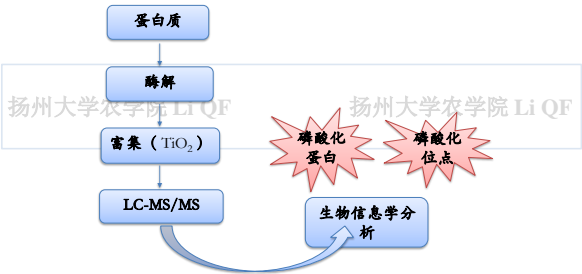 蛋白质
酶解
扬州大学农学院 Li QF
扬州大学农学院 Li QF
富集（TiO₂）
磷酸化
蛋白
磷酸化
位点
LC-MS/MS
生物信息学分
析